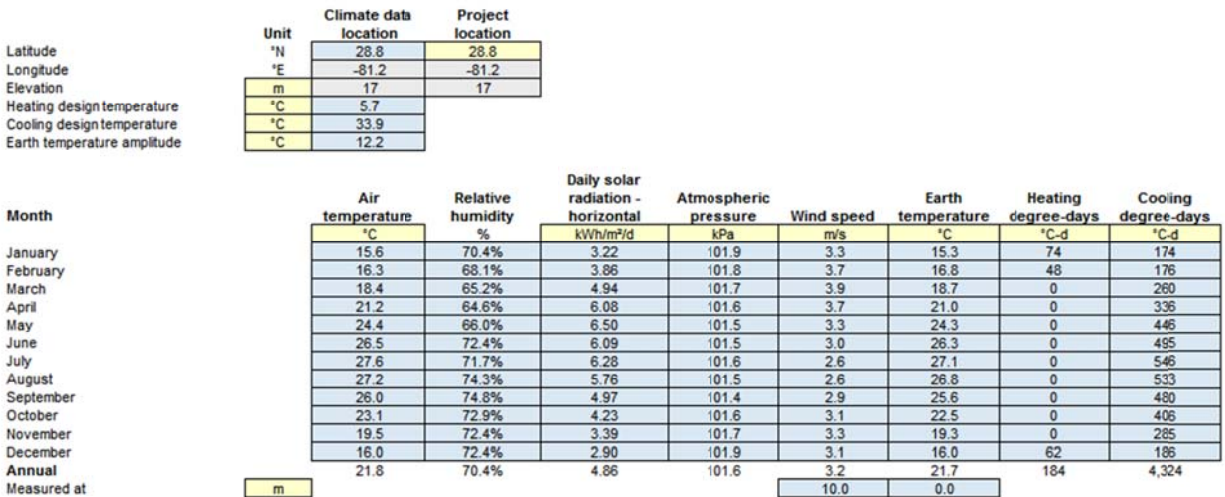 Climate data Project
Unit location location
Latitude °N 28.8 28.8
Longitude °E -81.2 -81.2
Elevation m 17 17
Heating design temperature °C 5.7
Cooling design temperature °C 33.9
Earth temperature amplitude °C 12.2
Daily solar
Air Relative radiation - Atmospheric Earth Heating Cooling
Month temperature humidity horizontal pressure Wind speed temperature degree-days degree-days
°C % kWh/m²/d kPa m/s °C °C-d °C-d
January 15.6 70.4% 3.22 101.9 3.3 15.3 74 174
February 16.3 68.1% 3.86 101.8 3.7 16.8 48 176
March 18.4 65.2% 4.94 101.7 3.9 18.7 0 260
April 21.2 64.6% 6.08 101.6 3.7 21.0 0 336
May 24.4 66.0% 6.50 101.5 3.3 24.3 0 446
June 26.5 72.4% 6.09 101.5 3.0 26.3 0 495
July 27.6 71.7% 6.28 101.6 2.6 27.1 0 546
August 27.2 74.3% 5.76 101.5 2.6 26.8 0 533
September 26.0 74.8% 4.97 101.4 2.9 25.6 0 480
October 23.1 72.9% 4.23 101.6 3.1 22.5 0 406
November 19.5 72.4% 3.39 101.7 3.3 19.3 0 285
December 16.0 72.4% 2.90 101.9 3.1 16.0 62 186
Annual 21.8 70.4% 4.86 101.6 3.2 21.7 184 4,324
Measured at m 10.0 0.0